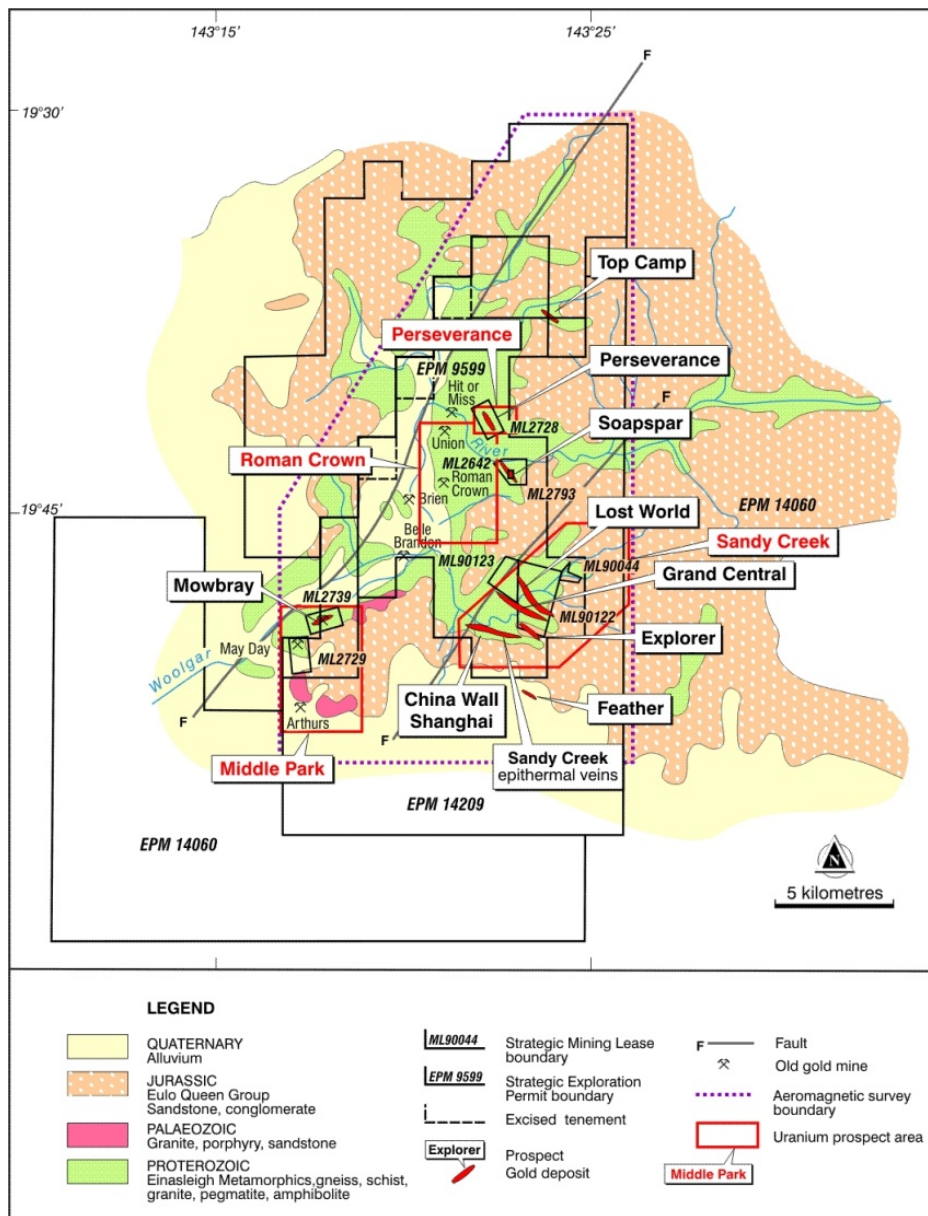 143°15'
143°25'
F
19°30'
Top Camp
Perseverance
Perseverance
EPM 9599
Hit or
Miss
F
ML2728
Soapspar
Union
River
Roman Crown
ML2642
Roman
Crown
ML2793
Brien
Lost World
EPM 14060
19°45'
Belle
Brandon
Sandy Creek
ML90123
ML90044
Grand Central
Mowbray
ML2739
ML90122
Explorer
May Day
ML2729
Woolgar
China Wall
Shanghai
Feather
F
Arthurs
F
Sandy Creek
epithermal veins
Middle Park
EPM 14209
EPM 14060
N
5 kilometres
LEGEND
QUATERNARY
Alluvium
JURASSIC
Eulo Queen Group
Sandstone, conglomerate
PALAEOZOIC
Granite, porphyry, sandstone
PROTEROZOIC
Einasleigh Metamorphics,gneiss, schist,
granite, pegmatite, amphibolite
ML90044
Strategic Mining Lease
boundary
EPM 9599
Strategic Exploration
Permit boundary
Excised tenement
Explorer
Prospect
Gold deposit
F
Fault
Old gold mine
Aeromagnetic survey
boundary
Uranium prospect area
Middle Park